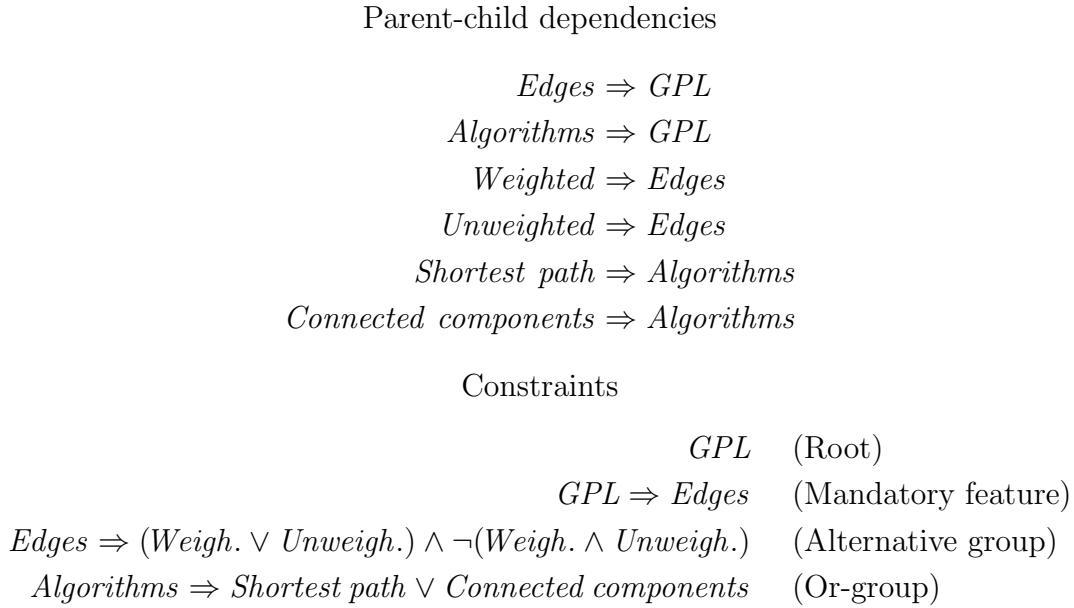 Parent-child dependencies
Edges ⇒ GPL
Algorithms ⇒ GPL
Weighted ⇒ Edges
Unweighted ⇒ Edges
Shortest path ⇒ Algorithms
Connected components ⇒ Algorithms
Constraints
GPL (Root)
GPL ⇒ Edges (Mandatory feature)
Edges ⇒ (Weigh. ∨ Unweigh.) ∧ ¬(Weigh. ∧ Unweigh.) (Alternative group)
Algorithms ⇒ Shortest path ∨ Connected components (Or-group)